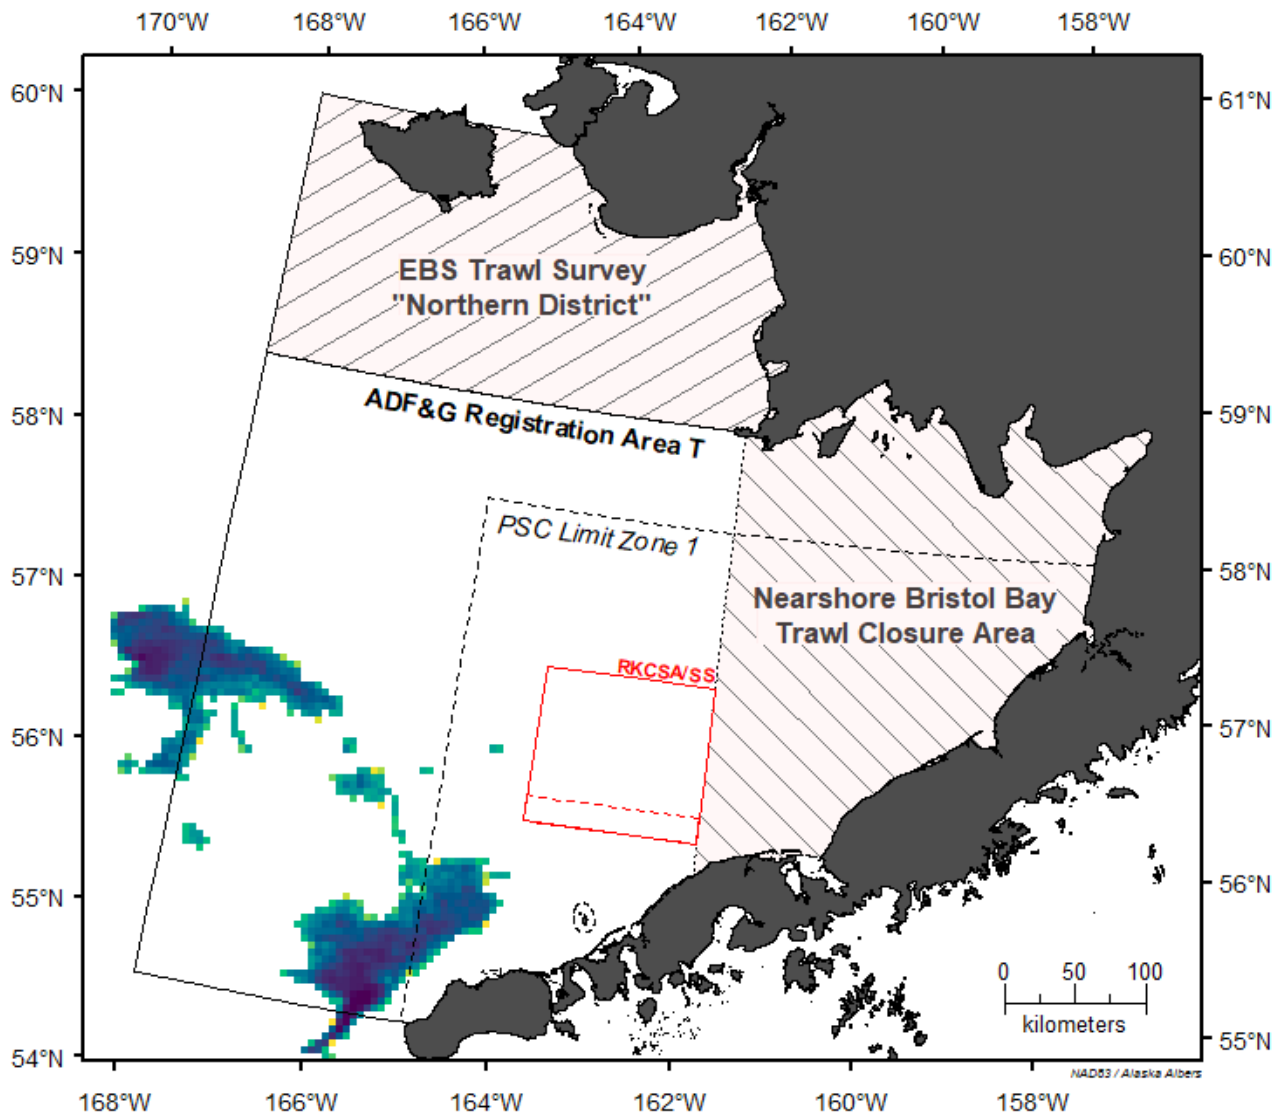 170°W 168°W 166°W 164°W 162°W 160°W 158°W
60°N
61°N
EBS Trawl Survey
"Northern District"
59°N
60°N
ADF&G Registration Area T
58°N
59°N
PSC Limit Zone 1
57°N
58°N
Nearshore Bristol Bay
Trawl Closure Area
RKCSA/SS
56°N
57°N
55°N
56°N
0 50 100
kilometers
54°N
55°N
NAD83 / Alaska Albers
168°W 166°W 164°W 162°W 160°W 158°W